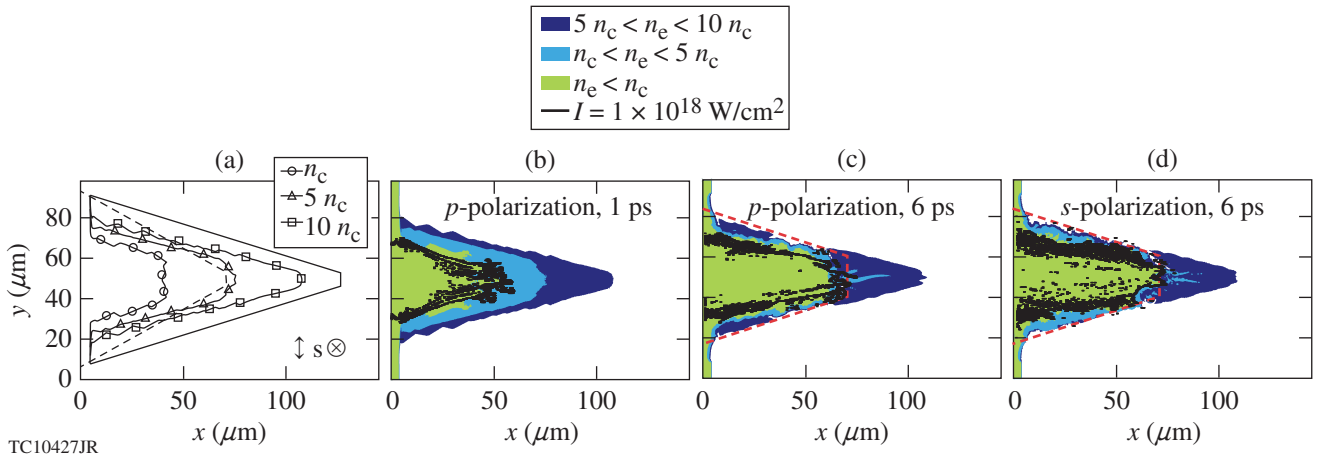 5 n_c < n_e < 10 n_c
n_c < n_e < 5 n_c
n_e < n_c
I = 1 × 10^18 W/cm^2
(a)
(b)
(c)
(d)
n_c
5 n_c
10 n_c
p-polarization, 1 ps
p-polarization, 6 ps
s-polarization, 6 ps
y (μm)
80
60
40
20
0
↕ s ⊗
0 50 100
0 50 100
0 50 100
0 50 100
x (μm)
x (μm)
x (μm)
x (μm)
TC10427JR